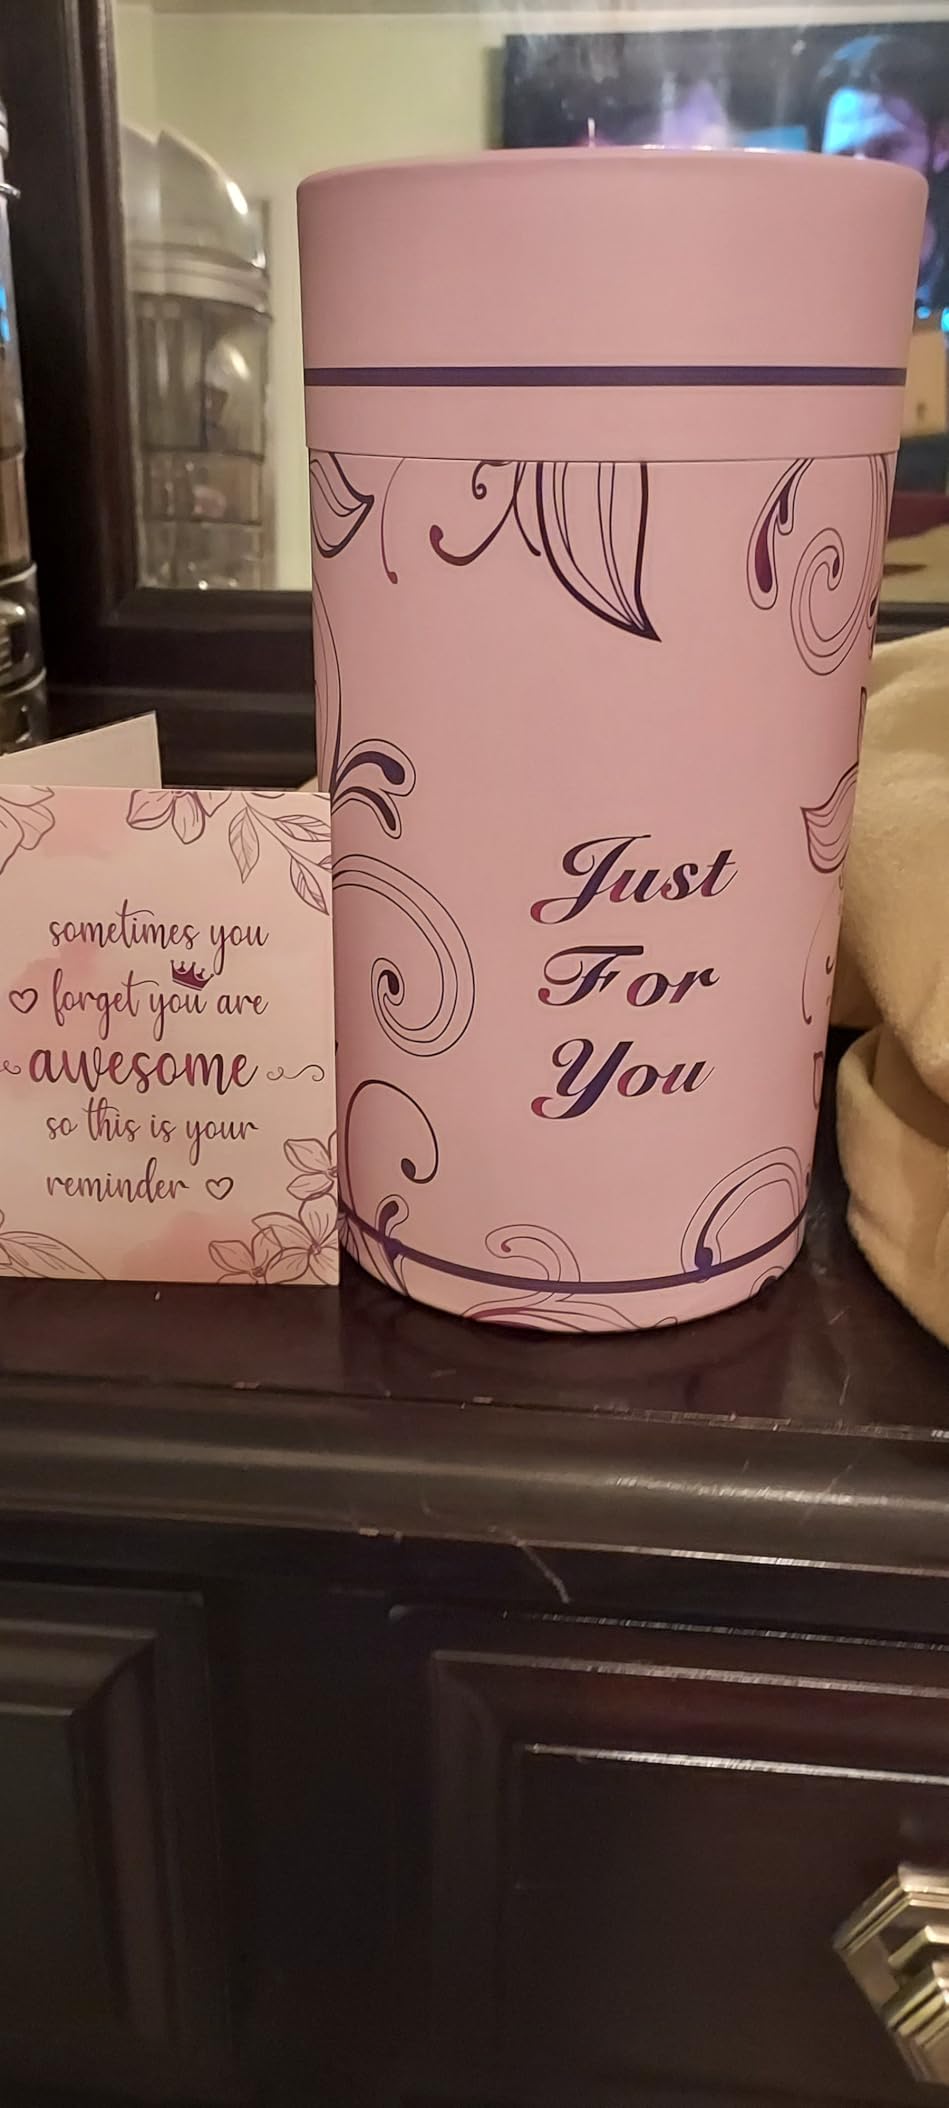 sometimes you
forget you are
awesome
so this is your
reminder
Just
For
You